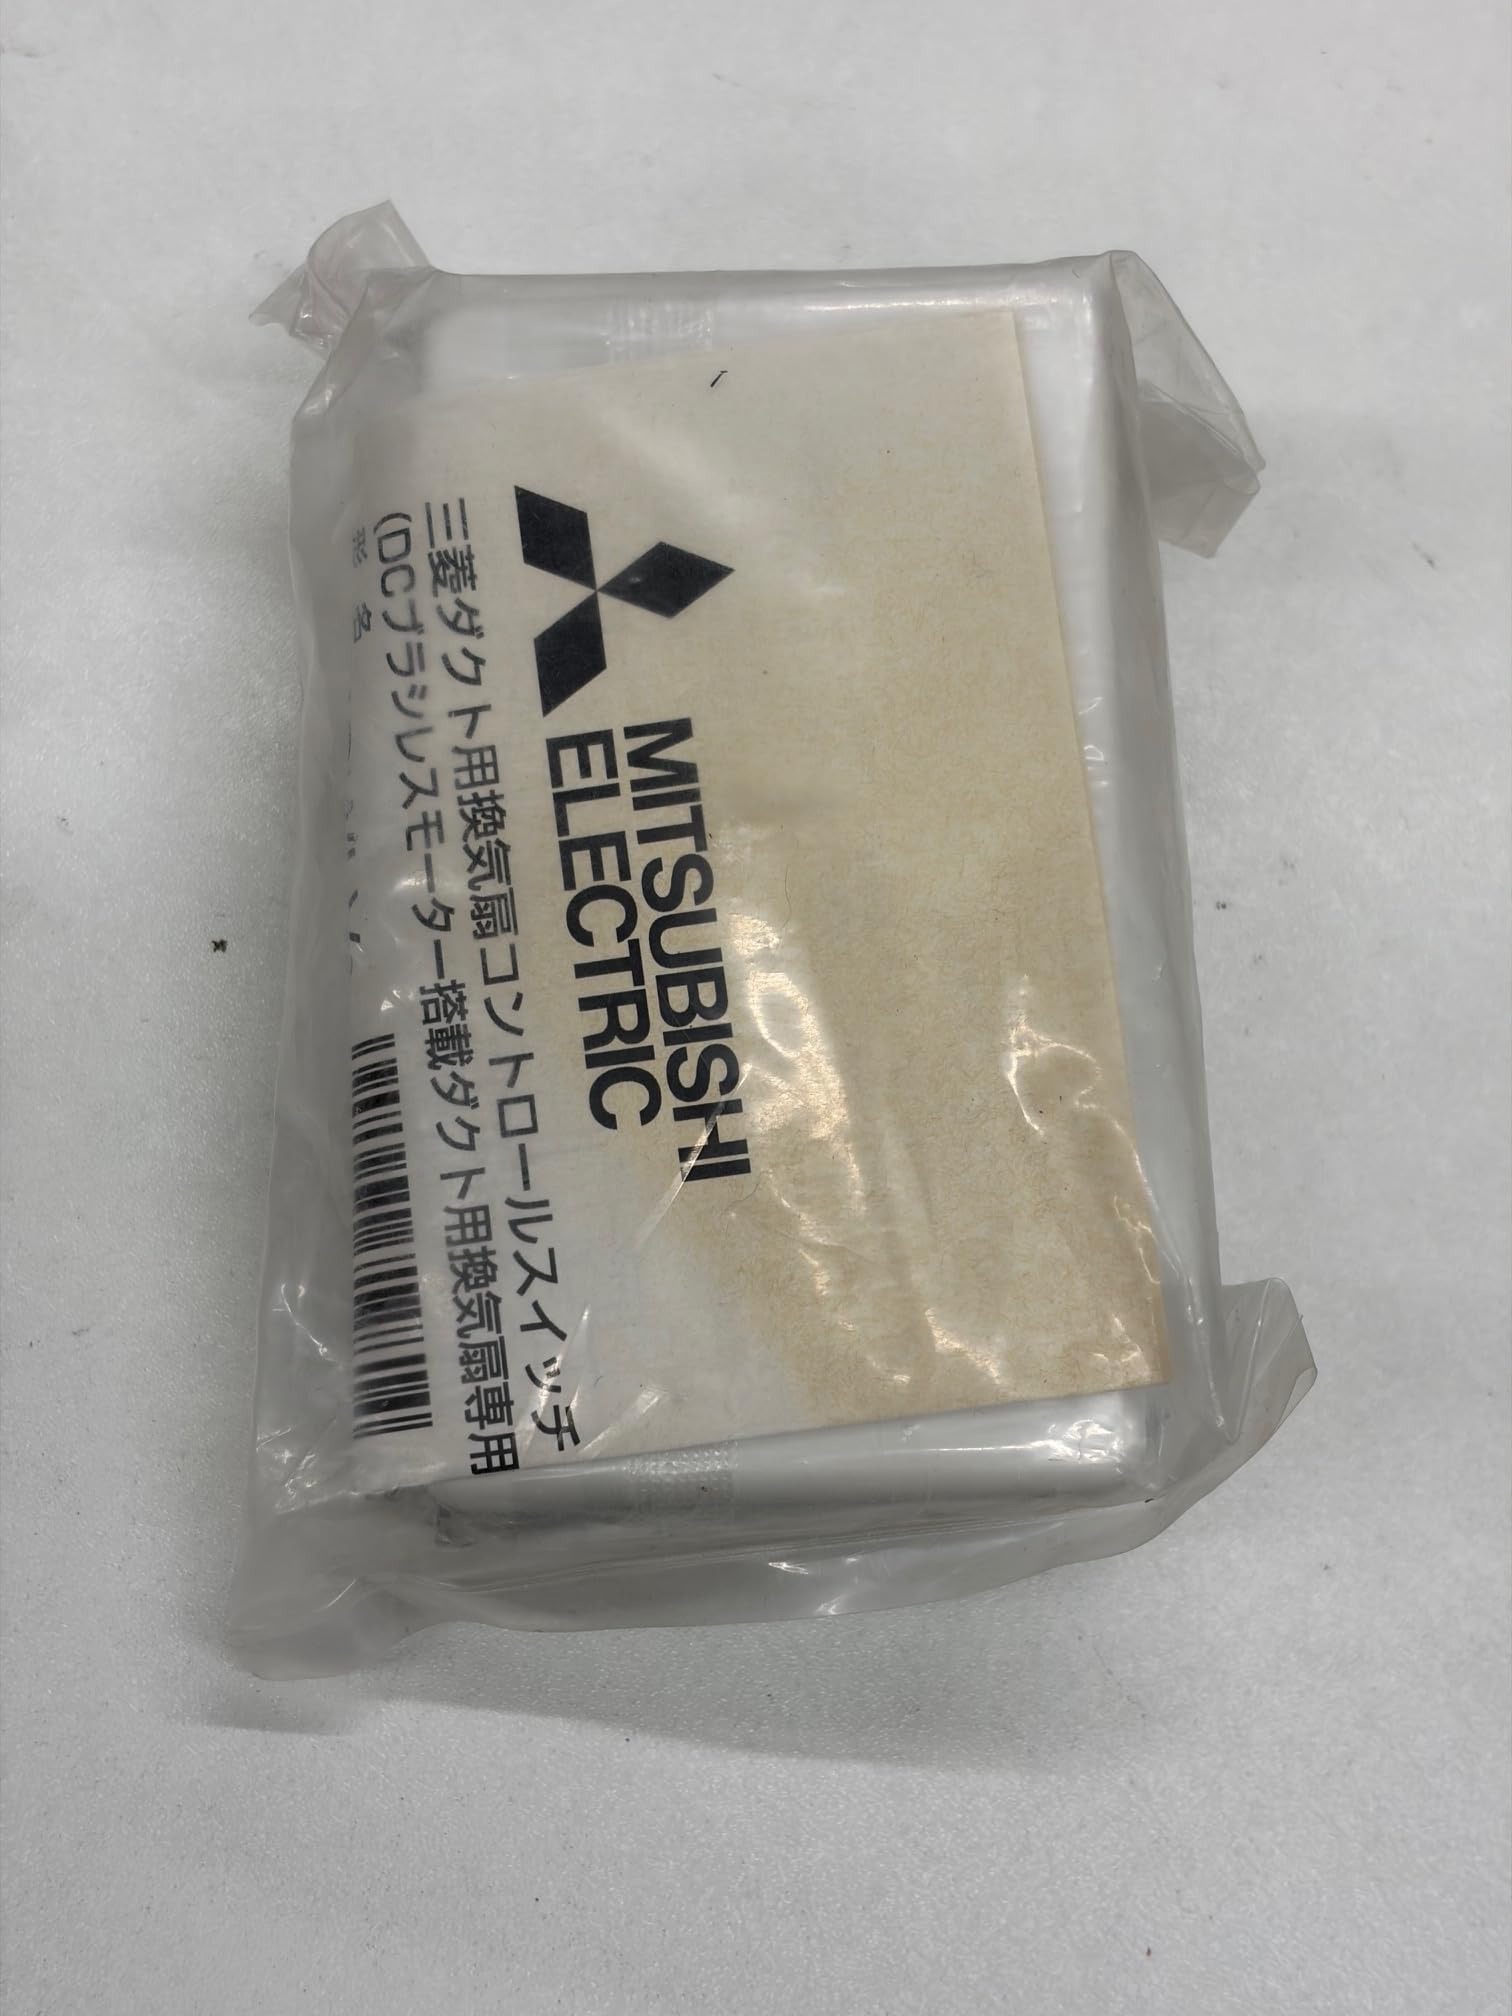 MITSUBISHI
ELECTRIC
三菱ダクト用換気扇コントロールスイッチ
(DCブラシレスモーター搭載ダクト用換気扇専用
形名